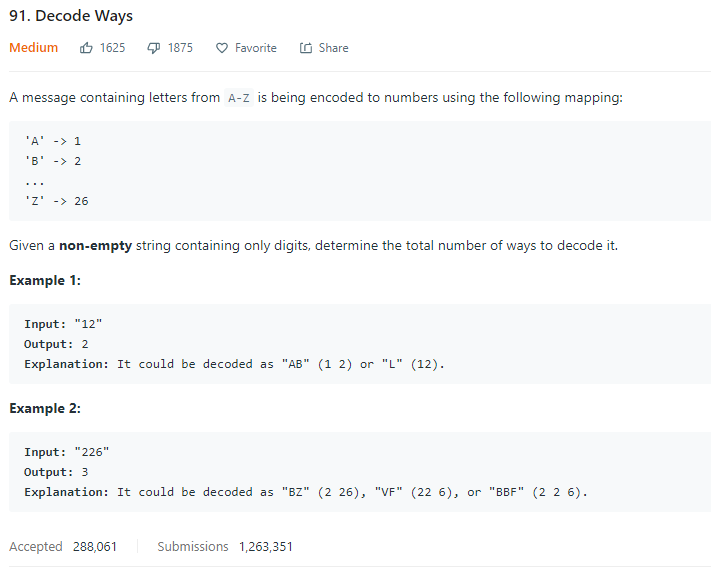 91. Decode Ways
Medium 1625 1875 Favorite Share
A message containing letters from A-Z is being encoded to numbers using the following mapping:
'A' -> 1
'B' -> 2
...
'Z' -> 26
Given a non-empty string containing only digits, determine the total number of ways to decode it.
Example 1:
Input: "12"
Output: 2
Explanation: It could be decoded as "AB" (1 2) or "L" (12).
Example 2:
Input: "226"
Output: 3
Explanation: It could be decoded as "BZ" (2 26), "VF" (22 6), or "BBF" (2 2 6).
Accepted 288,061 Submissions 1,263,351